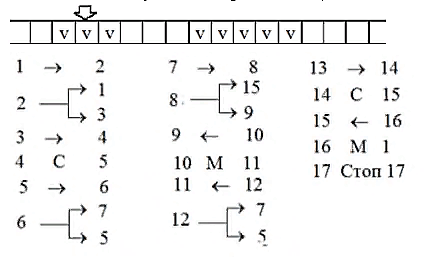 v v v v v v v v
1 → 2
2 1
3
3 → 4
4 С 5
5 → 6
6 7
5
7 → 8
8 15
9
9 ← 10
10 М 11
11 ← 12
12 7
5
13 → 14
14 С 15
15 ← 16
16 М 1
17 Стоп 17